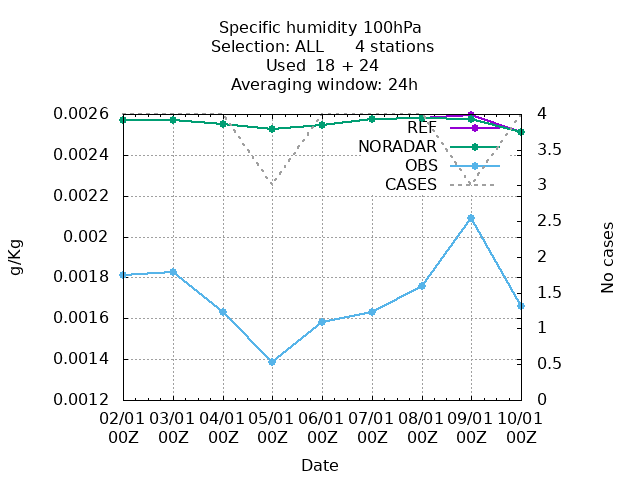 Specific humidity 100hPa
Selection: ALL 4 stations
Used 18 + 24
Averaging window: 24h
g/Kg
0.0026
0.0024
0.0022
0.002
0.0018
0.0016
0.0014
0.0012
REF
NORADAR
OBS
CASES
4
3.5
3
2.5
2
1.5
1
0.5
0
No cases
02/01 03/01 04/01 05/01 06/01 07/01 08/01 09/01 10/01
00Z 00Z 00Z 00Z 00Z 00Z 00Z 00Z 00Z
Date